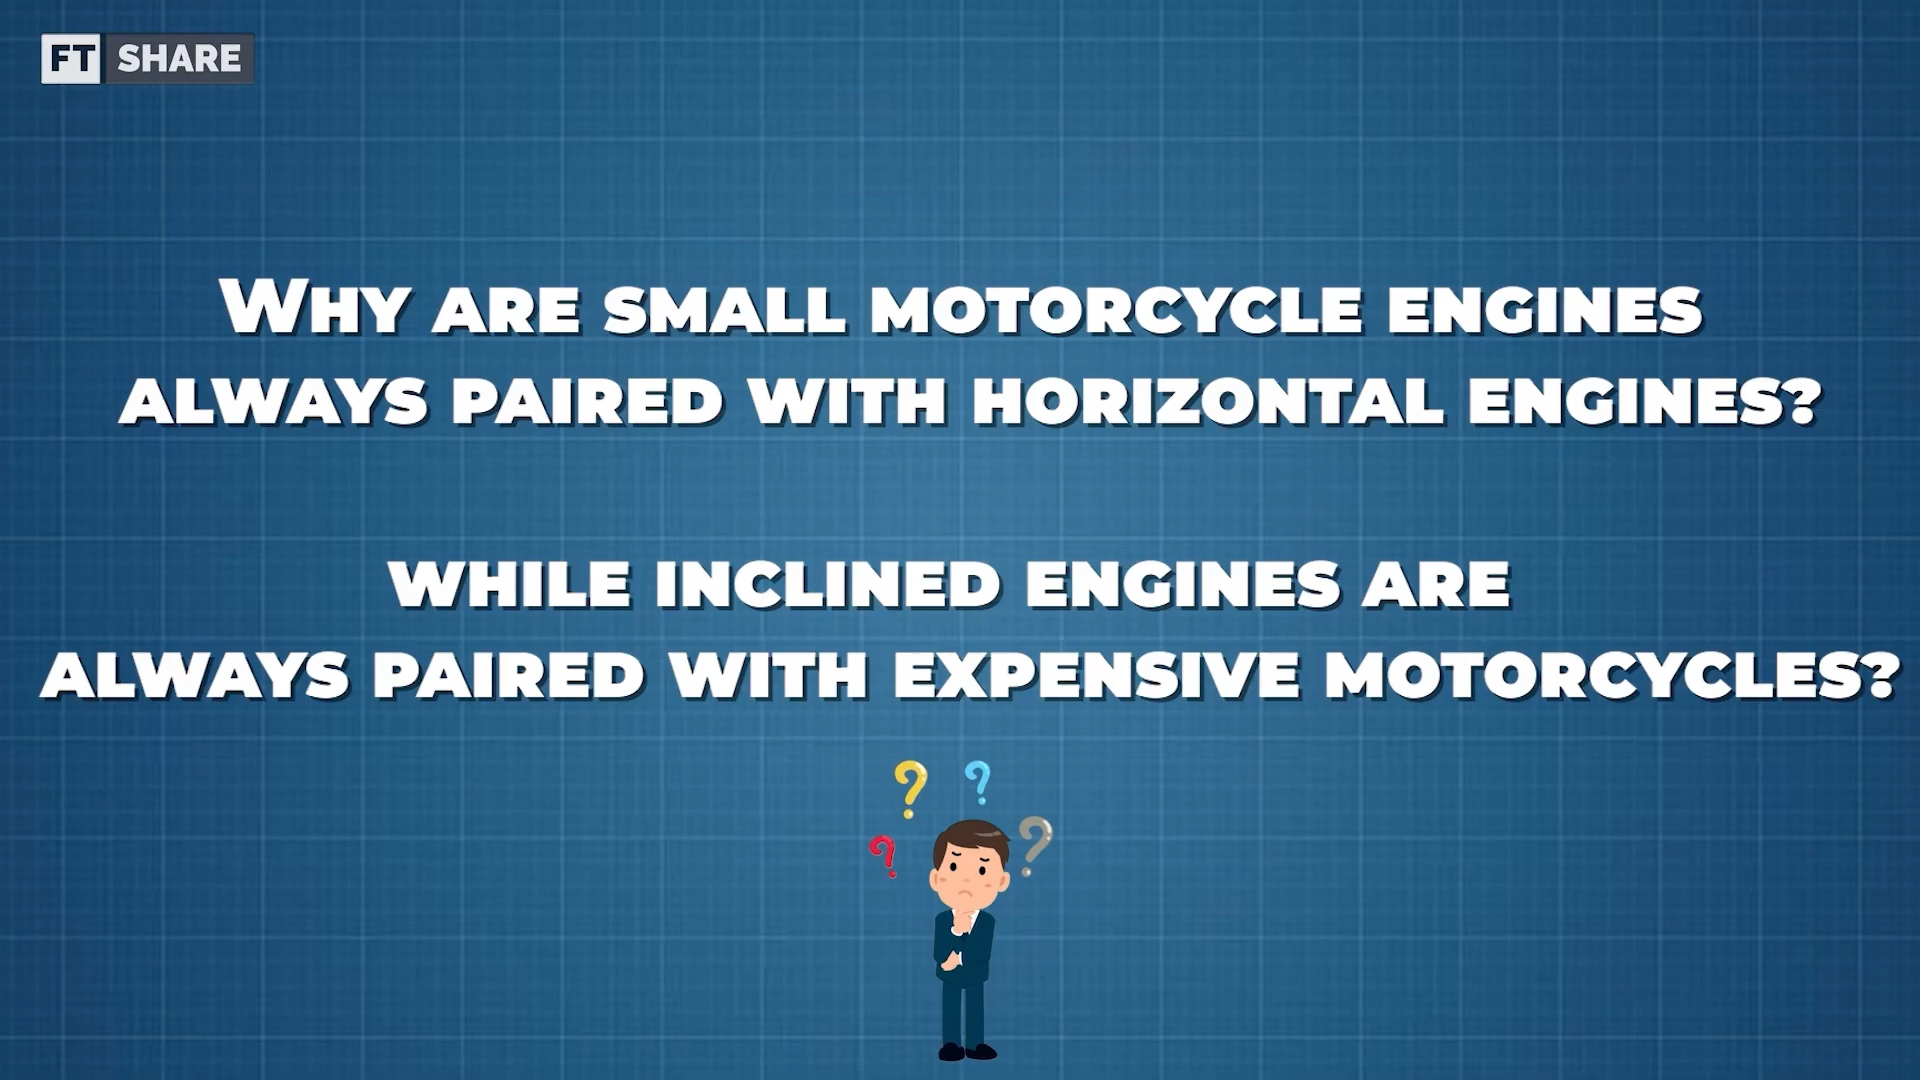 FT SHARE
WHY ARE SMALL MOTORCYCLE ENGINES
ALWAYS PAIRED WITH HORIZONTAL ENGINES?
WHILE INCLINED ENGINES ARE
ALWAYS PAIRED WITH EXPENSIVE MOTORCYCLES?